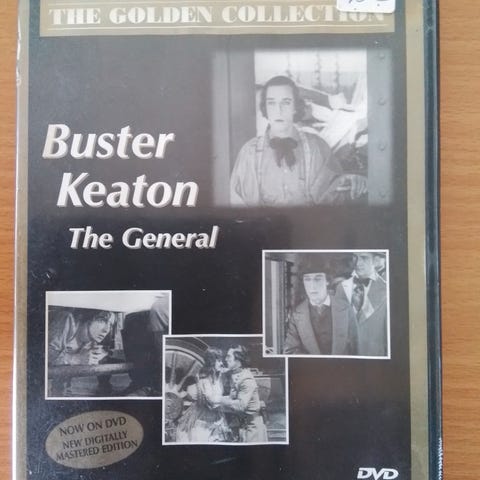 THE GOLDEN COLLECTION
Buster
Keaton
The General
NOW ON DVD
NEW DIGITALLY
MASTERED EDITION
DVD